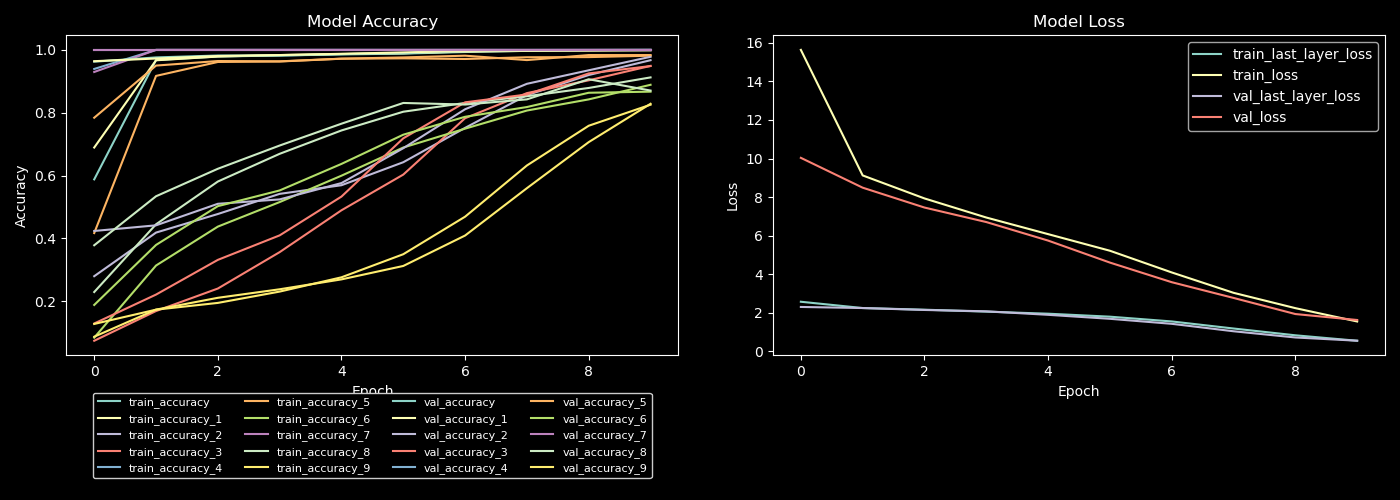 Model Accuracy
1.0
0.8
0.6
0.4
0.2
Accuracy
0 2 4 6 8
Epoch
train_accuracy train_accuracy_5 val_accuracy val_accuracy_5
train_accuracy_1 train_accuracy_6 val_accuracy_1 val_accuracy_6
train_accuracy_2 train_accuracy_7 val_accuracy_2 val_accuracy_7
train_accuracy_3 train_accuracy_8 val_accuracy_3 val_accuracy_8
train_accuracy_4 train_accuracy_9 val_accuracy_4 val_accuracy_9
Model Loss
16
14
12
10
8
6
4
2
0
Loss
train_last_layer_loss
train_loss
val_last_layer_loss
val_loss
0 2 4 6 8
Epoch